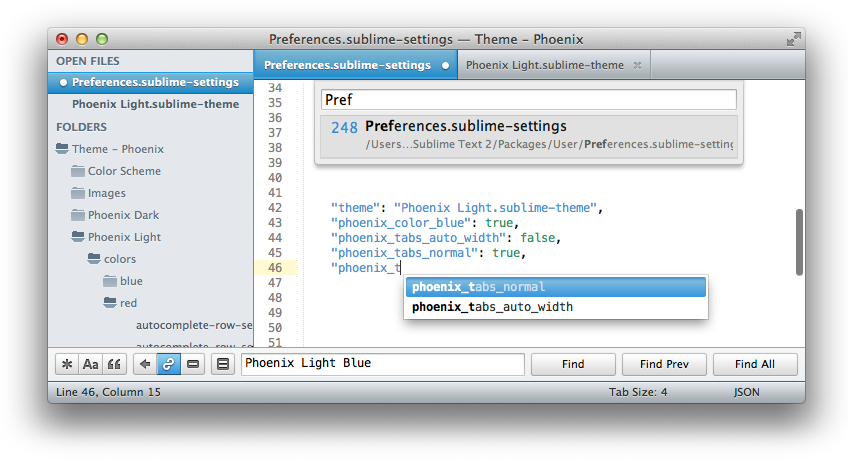 Preferences.sublime-settings — Theme - Phoenix
OPEN FILES
Preferences.sublime-settings
Phoenix Light.sublime-theme
FOLDERS
Theme - Phoenix
Color Scheme
Images
Phoenix Dark
Phoenix Light
colors
blue
red
autocomplete-row-se
Preferences.sublime-settings
Phoenix Light.sublime-theme
Pref
248 Preferences.sublime-settings
/Users...Sublime Text 2/Packages/User/Preferences.sublime-setting
34
35
36
37
38
39
40
41
42 "theme": "Phoenix Light.sublime-theme",
43 "phoenix_color_blue": true,
44 "phoenix_tabs_auto_width": false,
45 "phoenix_tabs_normal": true,
46 "phoenix_t
phoenix_tabs_normal
phoenix_tabs_auto_width
47
48
49
50
51
Aa
Phoenix Light Blue
Find
Find Prev
Find All
Line 46, Column 15
Tab Size: 4
JSON